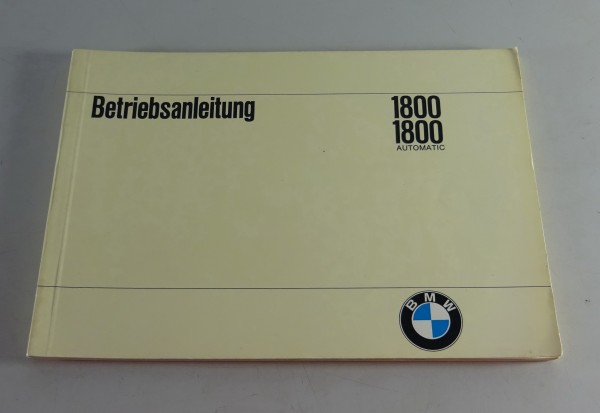 Betriebsanleitung 1800
1800
AUTOMATIC
BMW